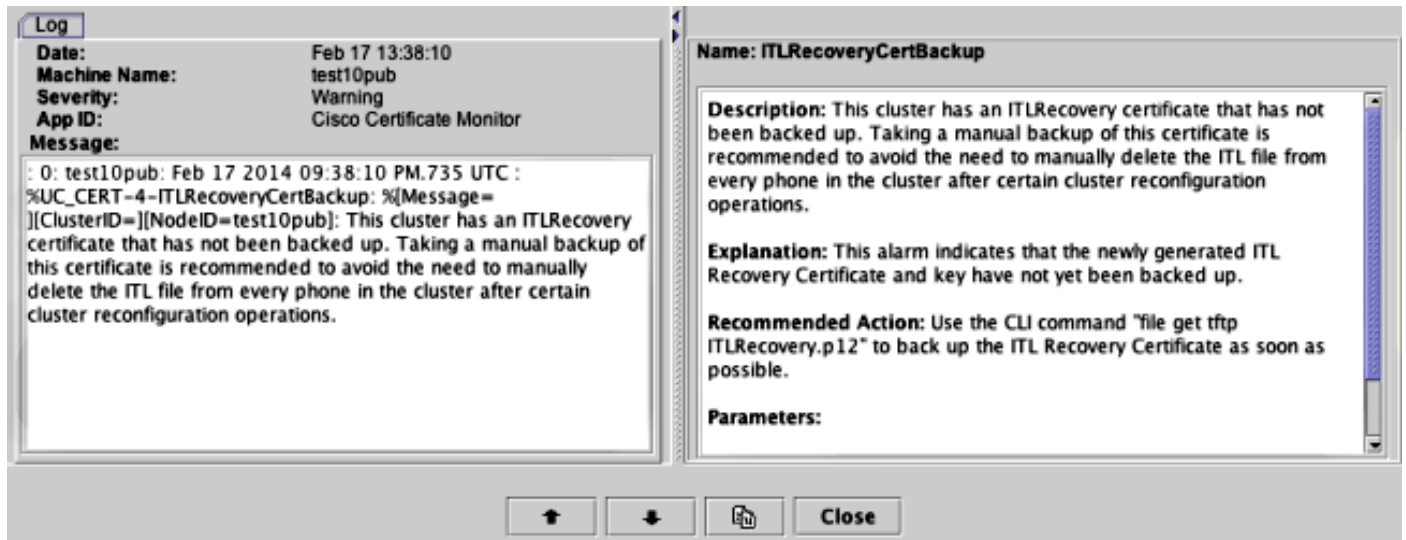 Log
Date: Feb 17 13:38:10
Machine Name: test10pub
Severity: Warning
App ID: Cisco Certificate Monitor
Message:
: 0: test10pub: Feb 17 2014 09:38:10 PM.735 UTC :
%UC_CERT-4-ITLRecoveryCertBackup: %[Message=
][ClusterID=][NodeID=test10pub]: This cluster has an ITLRecovery
certificate that has not been backed up. Taking a manual backup of
this certificate is recommended to avoid the need to manually
delete the ITL file from every phone in the cluster after certain
cluster reconfiguration operations.
Name: ITLRecoveryCertBackup
Description: This cluster has an ITLRecovery certificate that has not
been backed up. Taking a manual backup of this certificate is
recommended to avoid the need to manually delete the ITL file from
every phone in the cluster after certain cluster reconfiguration
operations.
Explanation: This alarm indicates that the newly generated ITL
Recovery Certificate and key have not yet been backed up.
Recommended Action: Use the CLI command "file get tftp
ITLRecovery.p12" to back up the ITL Recovery Certificate as soon as
possible.
Parameters:
Close